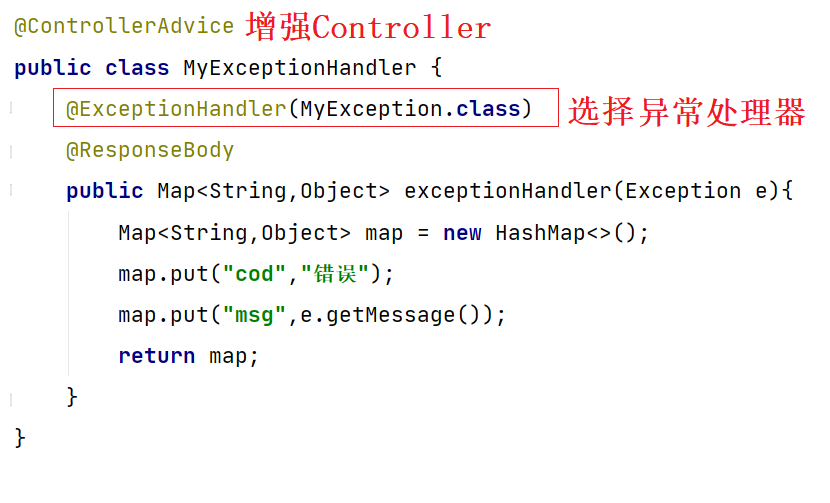 @ControllerAdvice 增强Controller
public class MyExceptionHandler {
@ExceptionHandler(MyException.class) 选择异常处理器
@ResponseBody
public Map<String,Object> exceptionHandler(Exception e){
Map<String,Object> map = new HashMap<>();
map.put("cod","错误");
map.put("msg",e.getMessage());
return map;
}
}